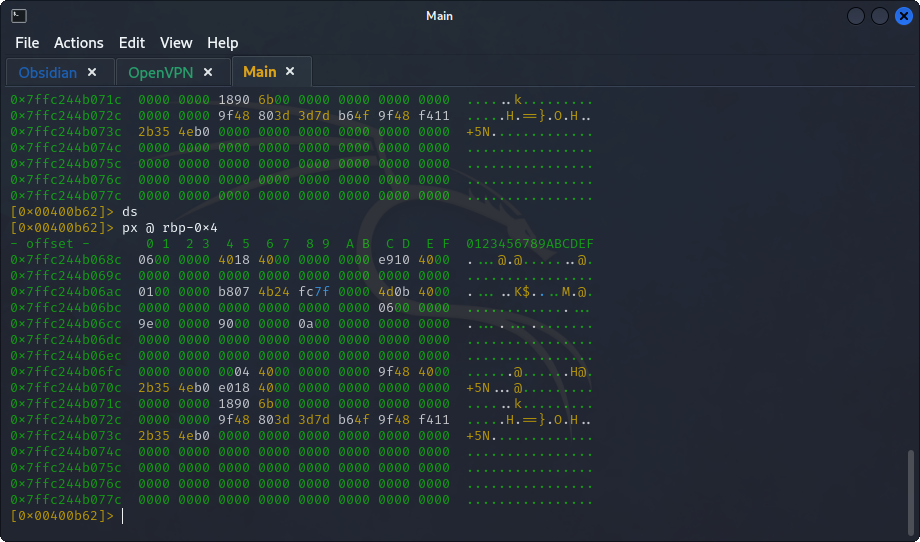 Main
File Actions Edit View Help
Obsidian × OpenVPN × Main ×
0×7ffc244b071c 0000 0000 1890 6b00 0000 0000 0000 0000 ......k.........
0×7ffc244b072c 0000 0000 9f48 803d 3d7d b64f 9f48 f411 .....H.==}.O.H..
0×7ffc244b073c 2b35 4eb0 0000 0000 0000 0000 0000 0000 +5N.............
0×7ffc244b074c 0000 0000 0000 0000 0000 0000 0000 0000 ................
0×7ffc244b075c 0000 0000 0000 0000 0000 0000 0000 0000 ................
0×7ffc244b076c 0000 0000 0000 0000 0000 0000 0000 0000 ................
0×7ffc244b077c 0000 0000 0000 0000 0000 0000 0000 0000 ................
[0×00400b62]> ds
[0×00400b62]> px @ rbp-0×4
- offset - 0 1 2 3 4 5 6 7 8 9 A B C D E F 0123456789ABCDEF
0×7ffc244b068c 0600 0000 4018 4000 0000 0000 e910 4000 ....@.@.......@.
0×7ffc244b069c 0000 0000 0000 0000 0000 0000 0000 0000 ................
0×7ffc244b06ac 0100 0000 b807 4b24 fc7f 0000 4d0b 4000 ......K$....M.@.
0×7ffc244b06bc 0000 0000 0000 0000 0000 0000 0600 0000 ................
0×7ffc244b06cc 9e00 0000 9000 0000 0a00 0000 0000 0000 ................
0×7ffc244b06dc 0000 0000 0000 0000 0000 0000 0000 0000 ................
0×7ffc244b06ec 0000 0000 0000 0000 0000 0000 0000 0000 ................
0×7ffc244b06fc 0000 0000 0004 4000 0000 0000 9f48 4000 ......@......H@.
0×7ffc244b070c 2b35 4eb0 e018 4000 0000 0000 0000 0000 +5N...@.........
0×7ffc244b071c 0000 0000 1890 6b00 0000 0000 0000 0000 ......k.........
0×7ffc244b072c 0000 0000 9f48 803d 3d7d b64f 9f48 f411 .....H.==}.O.H..
0×7ffc244b073c 2b35 4eb0 0000 0000 0000 0000 0000 0000 +5N.............
0×7ffc244b074c 0000 0000 0000 0000 0000 0000 0000 0000 ................
0×7ffc244b075c 0000 0000 0000 0000 0000 0000 0000 0000 ................
0×7ffc244b076c 0000 0000 0000 0000 0000 0000 0000 0000 ................
0×7ffc244b077c 0000 0000 0000 0000 0000 0000 0000 0000 ................
[0×00400b62]>